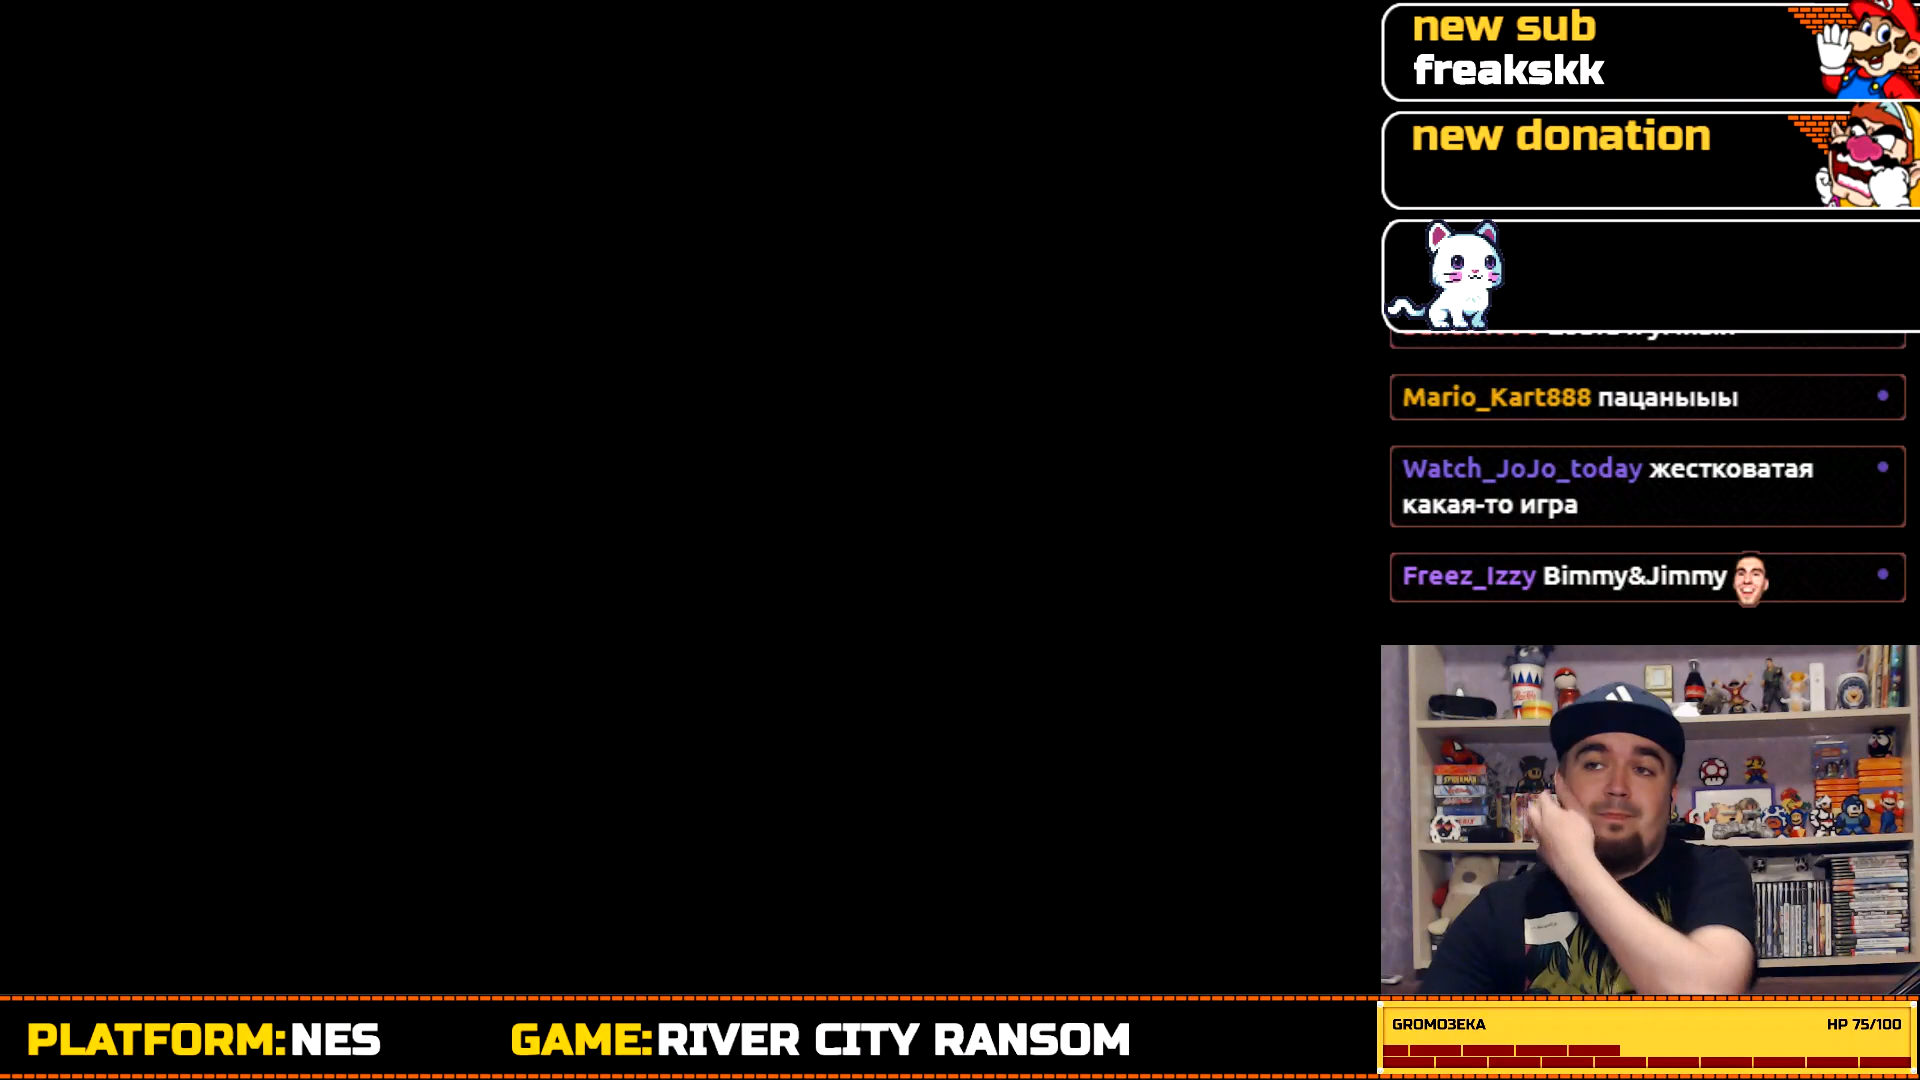 new sub
freakskk
new donation
Mario_Kart888 пацаныыы
Watch_JoJo_today жестковатая
какая-то игра
Freez_Izzy Bimmy&Jimmy
PLATFORM:NES
GAME:RIVER CITY RANSOM
GROMO3EKA
HP 75/100